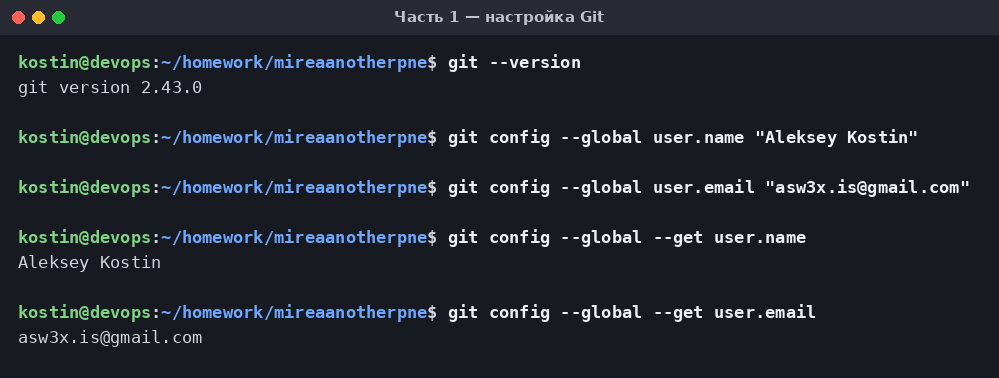 Часть 1 — настройка Git
kostin@devops:~/homework/mireaanotherpne$ git --version
git version 2.43.0
kostin@devops:~/homework/mireaanotherpne$ git config --global user.name "Aleksey Kostin"
kostin@devops:~/homework/mireaanotherpne$ git config --global user.email "asw3x.is@gmail.com"
kostin@devops:~/homework/mireaanotherpne$ git config --global --get user.name
Aleksey Kostin
kostin@devops:~/homework/mireaanotherpne$ git config --global --get user.email
asw3x.is@gmail.com